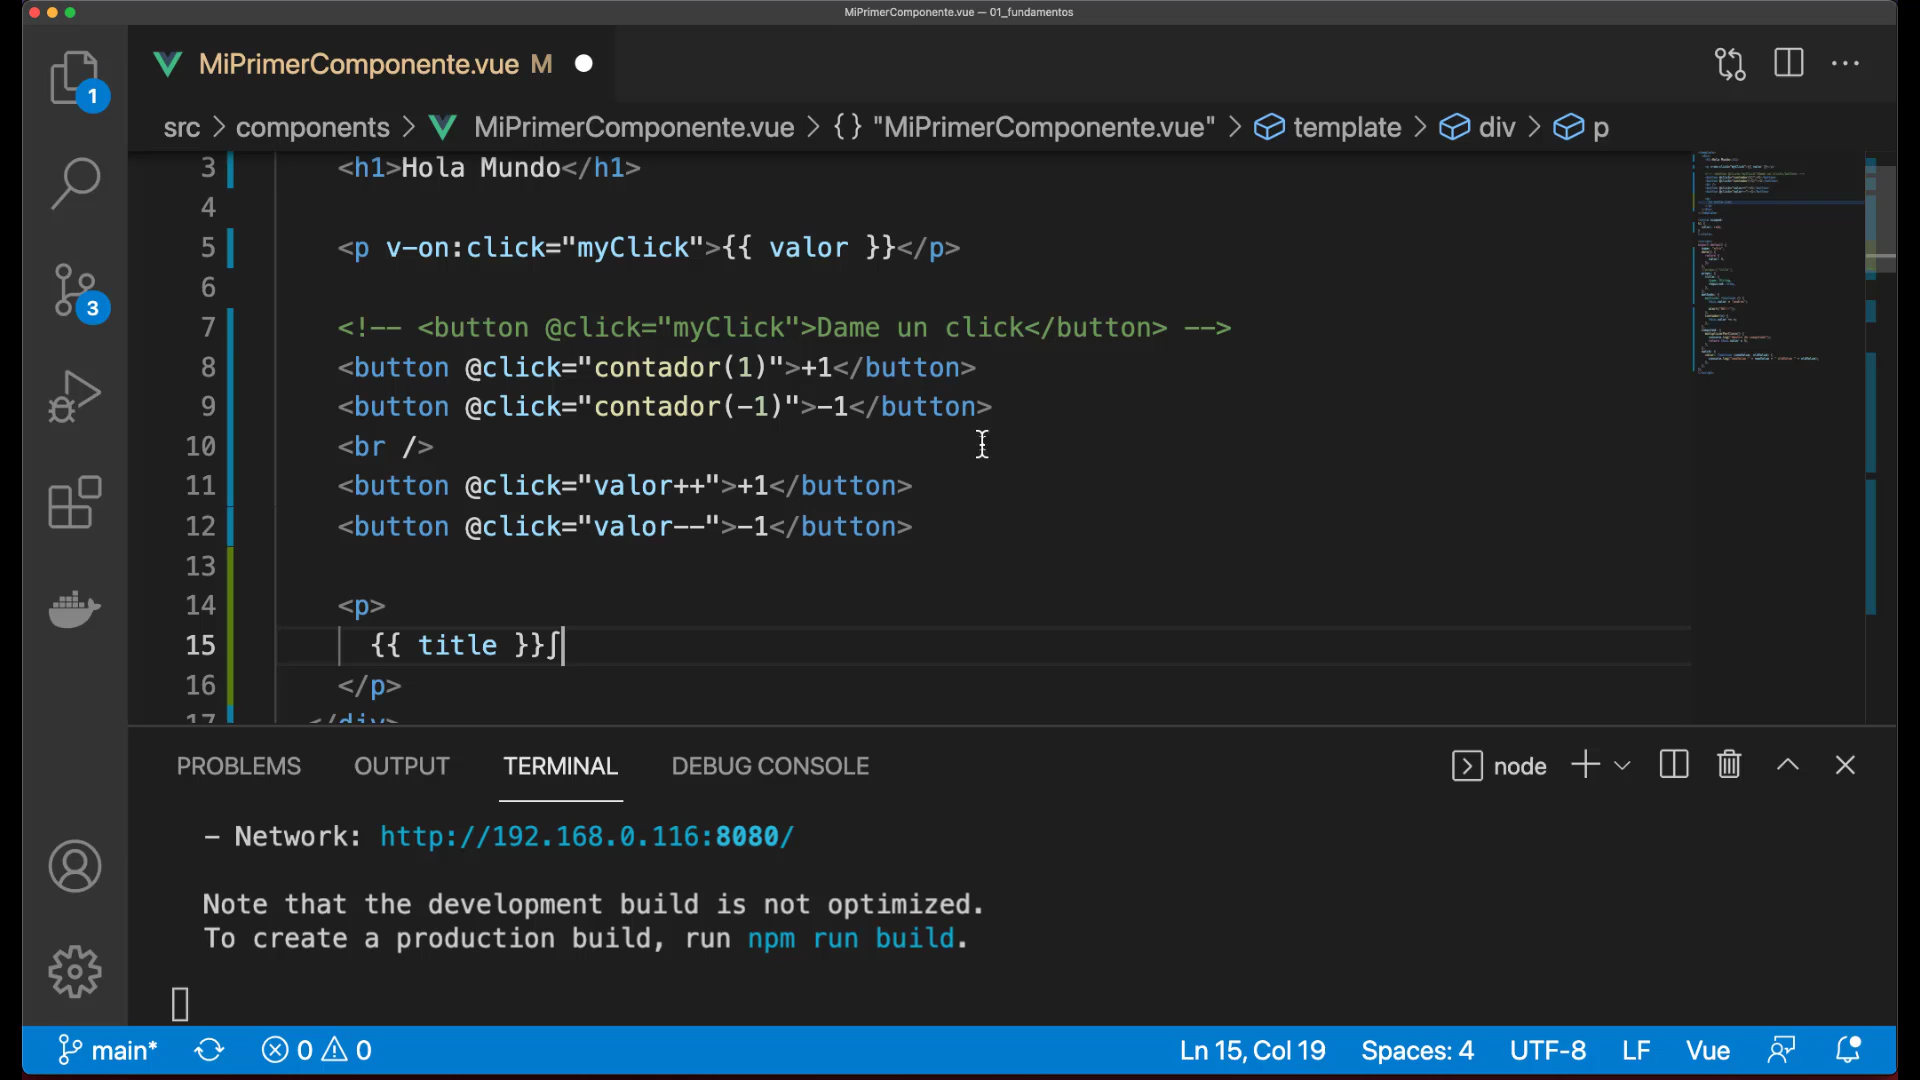 MiPrimerComponente.vue — 01_fundamentos
MiPrimerComponente.vue M
1
src > components > MiPrimerComponente.vue > {} "MiPrimerComponente.vue" > template > div > p
3 <h1>Hola Mundo</h1>
4
5 <p v-on:click="myClick">{{ valor }}</p>
6
7 <!-- <button @click="myClick">Dame un click</button> -->
8 <button @click="contador(1)">+1</button>
9 <button @click="contador(-1)">-1</button>
10 <br />
11 <button @click="valor++">+1</button>
12 <button @click="valor--">-1</button>
13
14 <p>
15 {{ title }}∫
16 </p>
17 </div>
3
PROBLEMS OUTPUT TERMINAL DEBUG CONSOLE node
- Network: http://192.168.0.116:8080/
Note that the development build is not optimized.
To create a production build, run npm run build.
main* 0 0 Ln 15, Col 19 Spaces: 4 UTF-8 LF Vue